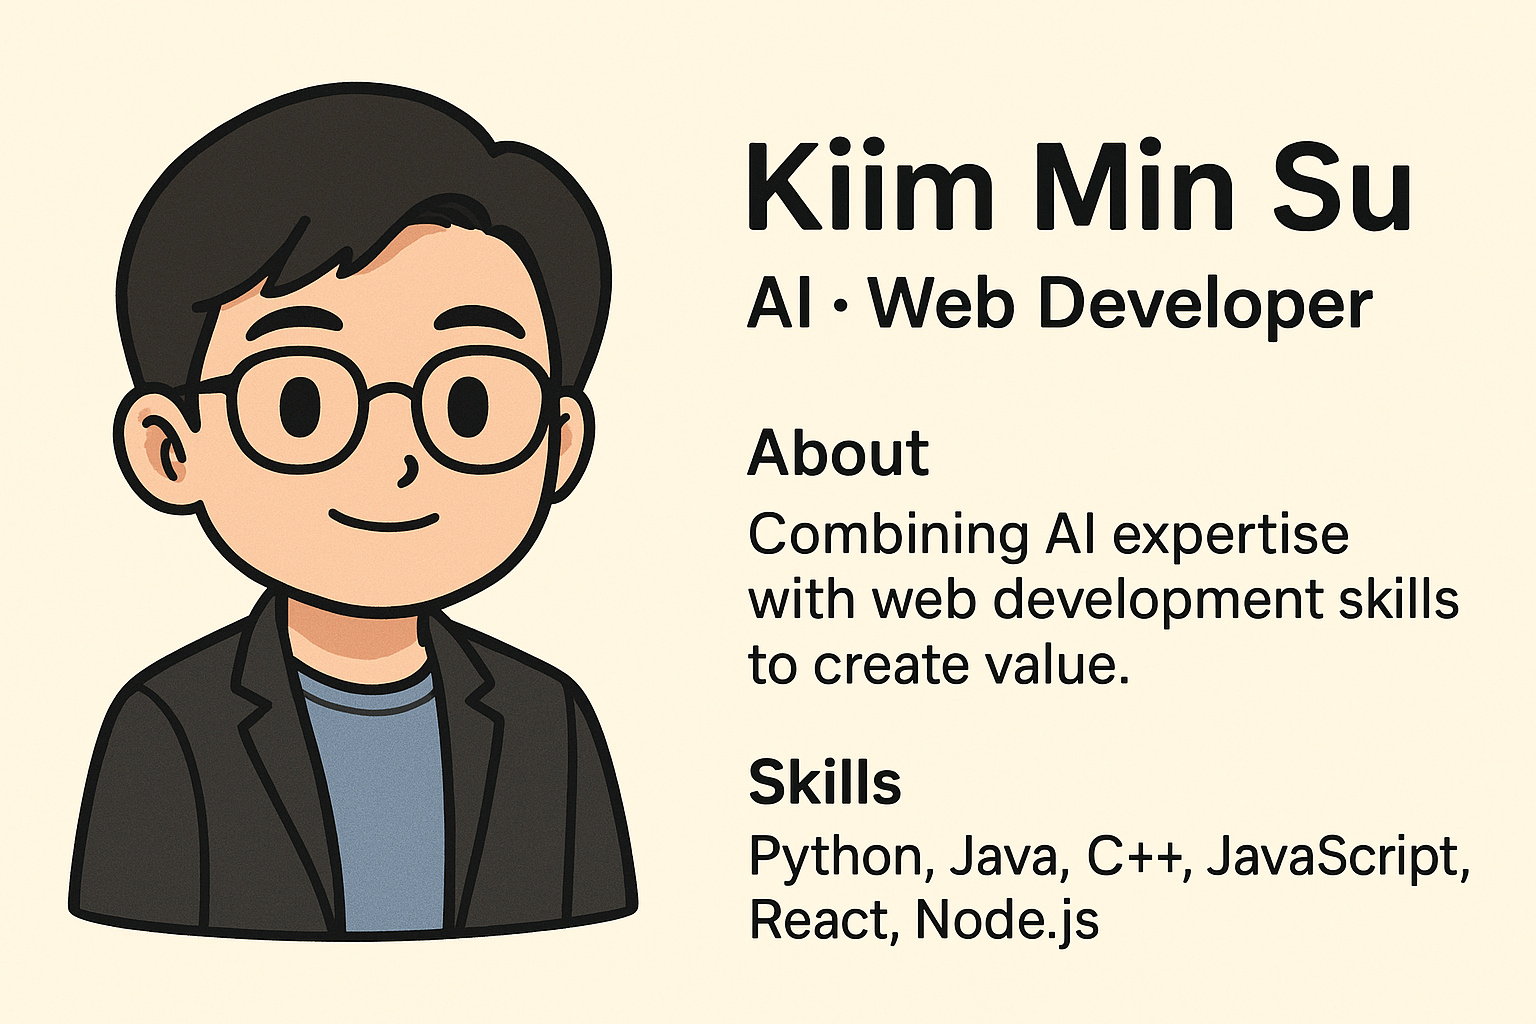 Kiim Min Su
AI · Web Developer
About
Combining AI expertise
with web development skills
to create value.
Skills
Python, Java, C++, JavaScript,
React, Node.js